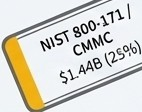 NIST 800-171 /
CMMC
$1.44B (25%)